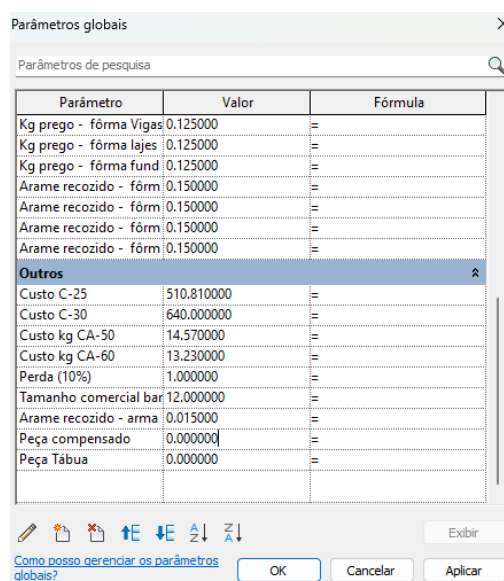 Parâmetros globais
Parâmetros de pesquisa
Parâmetro Valor Fórmula
Kg prego - fôrma Vigas 0.125000 =
Kg prego - fôrma lajes 0.125000 =
Kg prego - fôrma fund 0.125000 =
Arame recozido - fôrm 0.150000 =
Arame recozido - fôrm 0.150000 =
Arame recozido - fôrm 0.150000 =
Arame recozido - fôrm 0.150000 =
Outros
Custo C-25 510.810000 =
Custo C-30 640.000000 =
Custo kg CA-50 14.570000 =
Custo kg CA-60 13.230000 =
Perda (10%) 1.000000 =
Tamanho comercial bar 12.000000 =
Arame recozido - arma 0.015000 =
Peça compensado 0.000000 =
Peça Tábua 0.000000 =
Exibir
Como posso gerenciar os parâmetros
globais?
OK Cancelar Aplicar